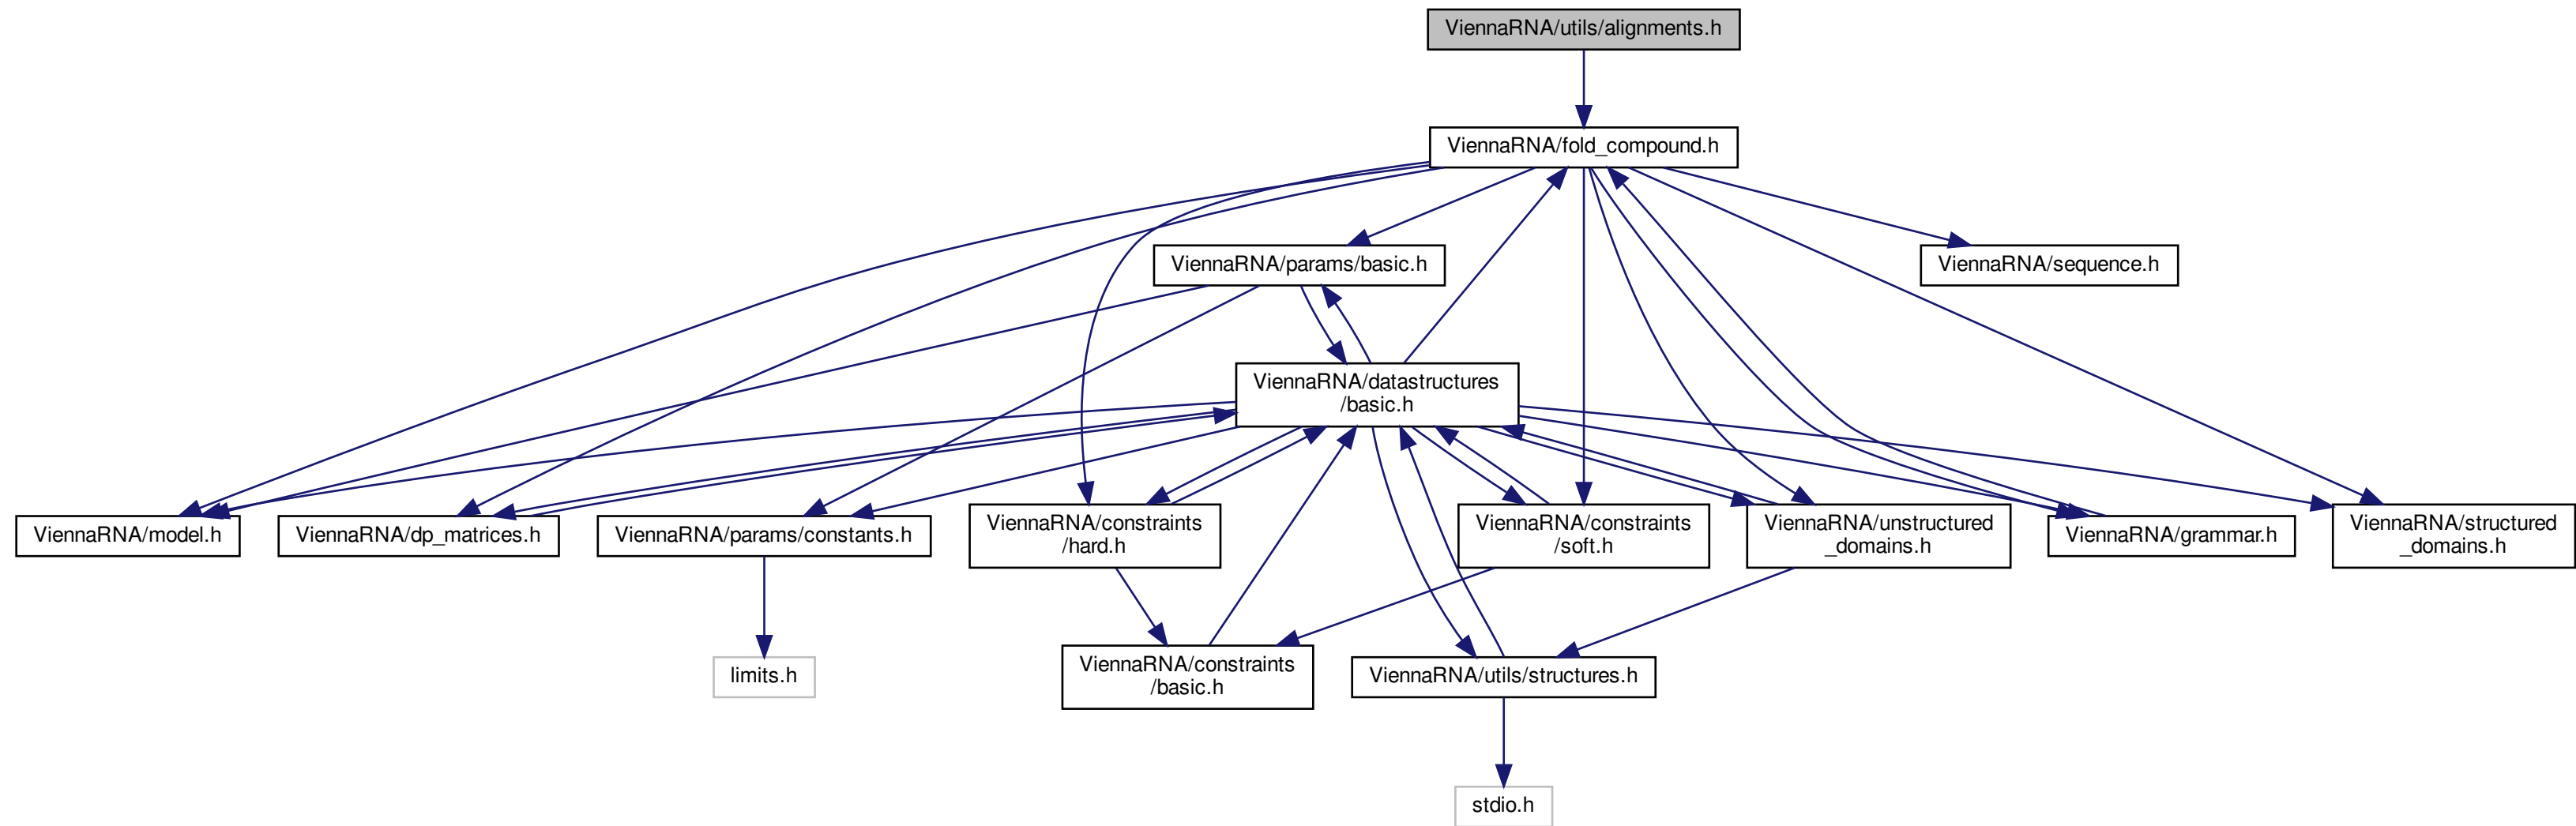 ViennaRNA/utils/alignments.h
ViennaRNA/fold_compound.h
ViennaRNA/params/basic.h
ViennaRNA/sequence.h
ViennaRNA/datastructures
/basic.h
ViennaRNA/model.h
ViennaRNA/dp_matrices.h
ViennaRNA/params/constants.h
ViennaRNA/constraints
/hard.h
ViennaRNA/constraints
/soft.h
ViennaRNA/unstructured
_domains.h
ViennaRNA/grammar.h
ViennaRNA/structured
_domains.h
limits.h
ViennaRNA/constraints
/basic.h
ViennaRNA/utils/structures.h
stdio.h